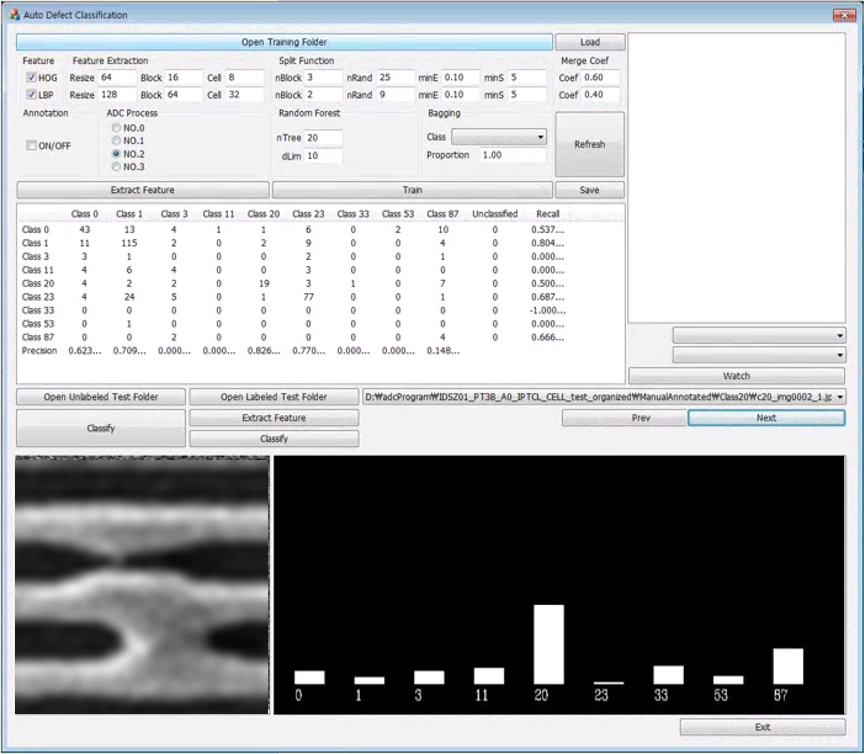 Auto Defect Classification
Open Training Folder Load
Feature Feature Extraction Split Function Merge Coef
HOG Resize 64 Block 16 Cell 8 nBlock 3 nRand 25 minE 0.10 minS 5 Coef 0.60
LBP Resize 128 Block 64 Cell 32 nBlock 2 nRand 9 minE 0.10 minS 5 Coef 0.40
Annotation ADC Process Random Forest Bagging
ON/OFF NO.0 nTree 20 Class Refresh
NO.1 dLim 10 Proportion 1.00
NO.2
NO.3
Extract Feature Train Save
Class 0 Class 1 Class 3 Class 11 Class 20 Class 23 Class 33 Class 53 Class 87 Unclassified Recall
Class 0 43 13 4 1 1 6 0 2 10 0 0.537...
Class 1 11 115 2 0 2 9 0 0 4 0 0.804...
Class 3 3 1 0 0 0 2 0 0 1 0 0.000...
Class 11 4 6 4 0 0 3 0 0 0 0 0.000...
Class 20 4 2 2 0 19 3 1 0 7 0 0.500...
Class 23 4 24 5 0 1 77 0 0 1 0 0.687...
Class 33 0 0 0 0 0 0 0 0 0 0 -1.000...
Class 53 0 1 0 0 0 0 0 0 0 0 0.000...
Class 87 0 0 2 0 0 0 0 0 4 0 0.666...
Precision 0.623... 0.709... 0.000... 0.000... 0.826... 0.770... 0.000... 0.000... 0.148...
Watch
Open Unlabeled Test Folder Open Labeled Test Folder D:₩adcProgram₩IDSZ01_PT3B_A0_IPTCL_CELL_test_organized₩ManualAnnotated₩Class20₩c20_img0002_1.jp
Classify Extract Feature Prev Next
Classify
0 1 3 11 20 23 33 53 87
Exit